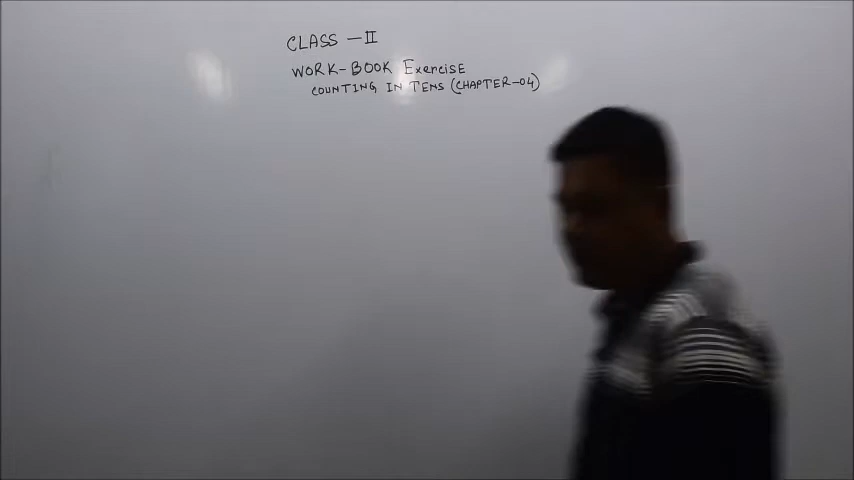 CLASS – II
WORK-BOOK Exercise
COUNTING IN TENS (CHAPTER-04)